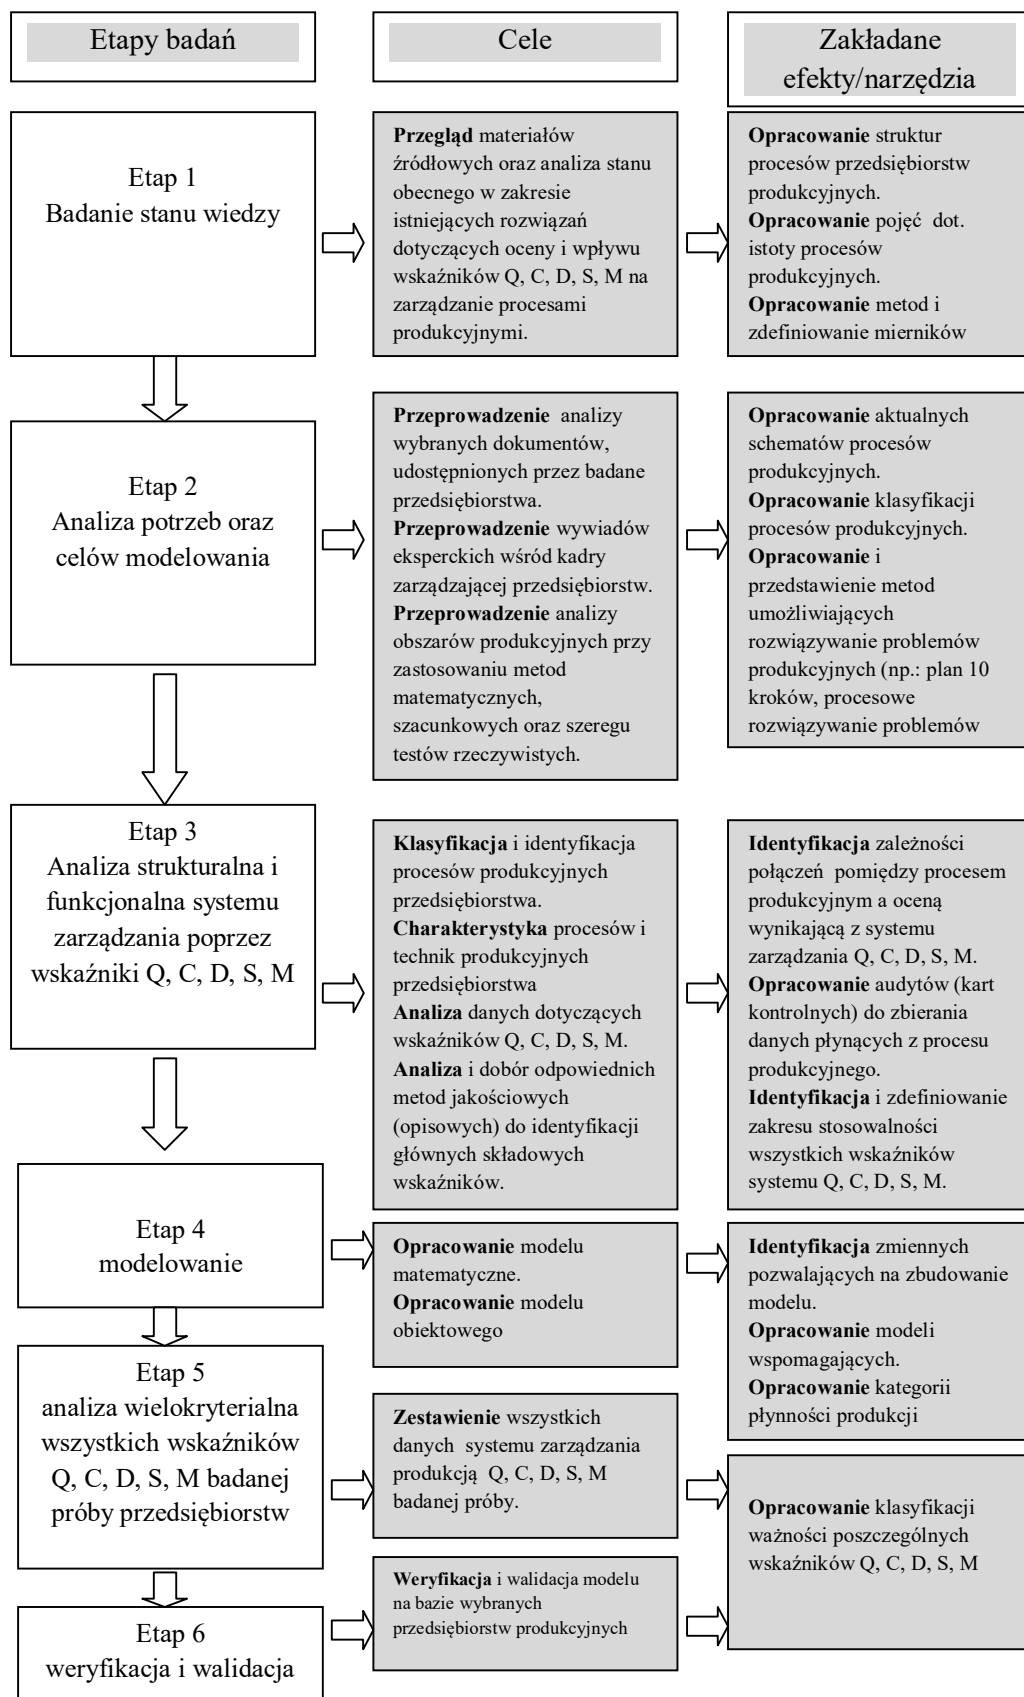 Etapy badań
Cele
Zakładane
efekty/narzędzia
Etap 1
Badanie stanu wiedzy
Przegląd materiałów
źródłowych oraz analiza stanu
obecnego w zakresie
istniejących rozwiązań
dotyczących oceny i wpływu
wskaźników Q, C, D, S, M na
zarządzanie procesami
produkcyjnymi.
Opracowanie struktur
procesów przedsiębiorstw
produkcyjnych.
Opracowanie pojęć dot.
istoty procesów
produkcyjnych.
Opracowanie metod i
zdefiniowanie mierników
Etap 2
Analiza potrzeb oraz
celów modelowania
Przeprowadzenie analizy
wybranych dokumentów,
udostępnionych przez badane
przedsiębiorstwa.
Przeprowadzenie wywiadów
eksperckich wśród kadry
zarządzającej przedsiębiorstw.
Przeprowadzenie analizy
obszarów produkcyjnych przy
zastosowaniu metod
matematycznych,
szacunkowych oraz szeregu
testów rzeczywistych.
Opracowanie aktualnych
schematów procesów
produkcyjnych.
Opracowanie klasyfikacji
procesów produkcyjnych.
Opracowanie i
przedstawienie metod
umożliwiających
rozwiązywanie problemów
produkcyjnych (np.: plan 10
kroków, procesowe
rozwiązywanie problemów
Etap 3
Analiza strukturalna i
funkcjonalna systemu
zarządzania poprzez
wskaźniki Q, C, D, S, M
Klasyfikacja i identyfikacja
procesów produkcyjnych
przedsiębiorstwa.
Charakterystyka procesów i
technik produkcyjnych
przedsiębiorstwa
Analiza danych dotyczących
wskaźników Q, C, D, S, M.
Analiza i dobór odpowiednich
metod jakościowych
(opisowych) do identyfikacji
głównych składowych
wskaźników.
Identyfikacja zależności
połączeń pomiędzy procesem
produkcyjnym a oceną
wynikającą z systemu
zarządzania Q, C, D, S, M.
Opracowanie audytów (kart
kontrolnych) do zbierania
danych płynących z procesu
produkcyjnego.
Identyfikacja i zdefiniowanie
zakresu stosowalności
wszystkich wskaźników
systemu Q, C, D, S, M.
Etap 4
modelowanie
Opracowanie modelu
matematyczne.
Opracowanie modelu
obiektowego
Identyfikacja zmiennych
pozwalających na zbudowanie
modelu.
Opracowanie modeli
wspomagających.
Opracowanie kategorii
płynności produkcji
Etap 5
analiza wielokryterialna
wszystkich wskaźników
Q, C, D, S, M badanej
próby przedsiębiorstw
Zestawienie wszystkich
danych systemu zarządzania
produkcją Q, C, D, S, M
badanej próby.
Opracowanie klasyfikacji
ważności poszczególnych
wskaźników Q, C, D, S, M
Etap 6
weryfikacja i walidacja
Weryfikacja i walidacja modelu
na bazie wybranych
przedsiębiorstw produkcyjnych